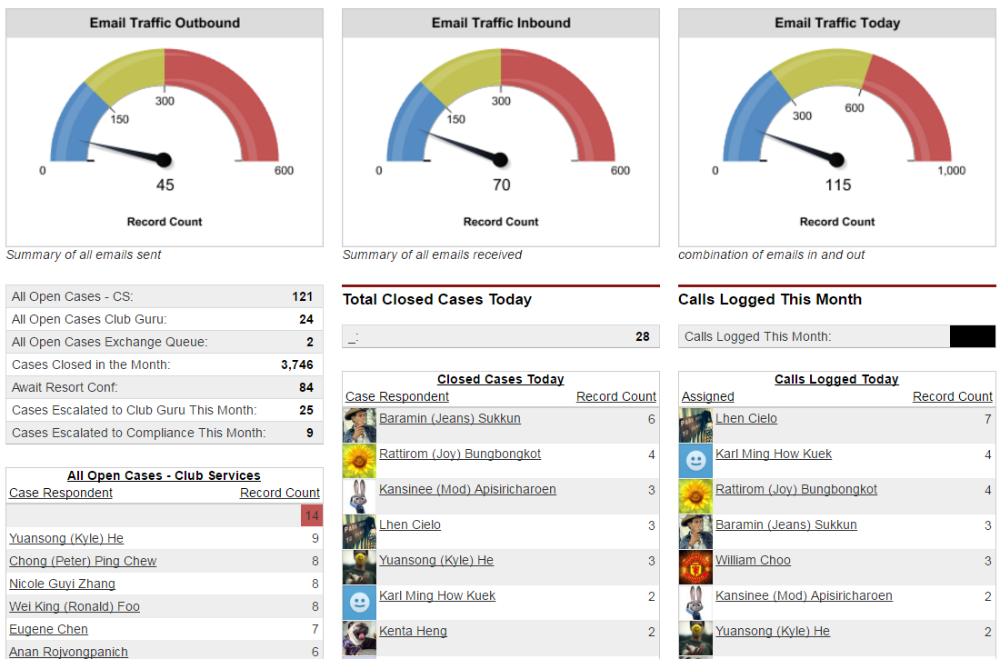 Email Traffic Outbound
150
300
0
600
45
Record Count
Summary of all emails sent
Email Traffic Inbound
150
300
0
600
70
Record Count
Summary of all emails received
Email Traffic Today
300
600
0
1,000
115
Record Count
combination of emails in and out
All Open Cases - CS: 121
All Open Cases Club Guru: 24
All Open Cases Exchange Queue: 2
Cases Closed in the Month: 3,746
Await Resort Conf: 84
Cases Escalated to Club Guru This Month: 25
Cases Escalated to Compliance This Month: 9
All Open Cases - Club Services
Case Respondent Record Count
14
Yuansong (Kyle) He 9
Chong (Peter) Ping Chew 8
Nicole Guyi Zhang 8
Wei King (Ronald) Foo 8
Eugene Chen 7
Anan Rojvongpanich 6
Total Closed Cases Today
_: 28
Closed Cases Today
Case Respondent Record Count
Baramin (Jeans) Sukkun 6
Rattirom (Joy) Bungbongkot 4
Kansinee (Mod) Apisiricharoen 3
Lhen Cielo 3
Yuansong (Kyle) He 3
Karl Ming How Kuek 2
Kenta Heng 2
Calls Logged This Month
Calls Logged This Month:
Calls Logged Today
Assigned Record Count
Lhen Cielo 7
Karl Ming How Kuek 4
Rattirom (Joy) Bungbongkot 4
Baramin (Jeans) Sukkun 3
William Choo 3
Kansinee (Mod) Apisiricharoen 2
Yuansong (Kyle) He 2